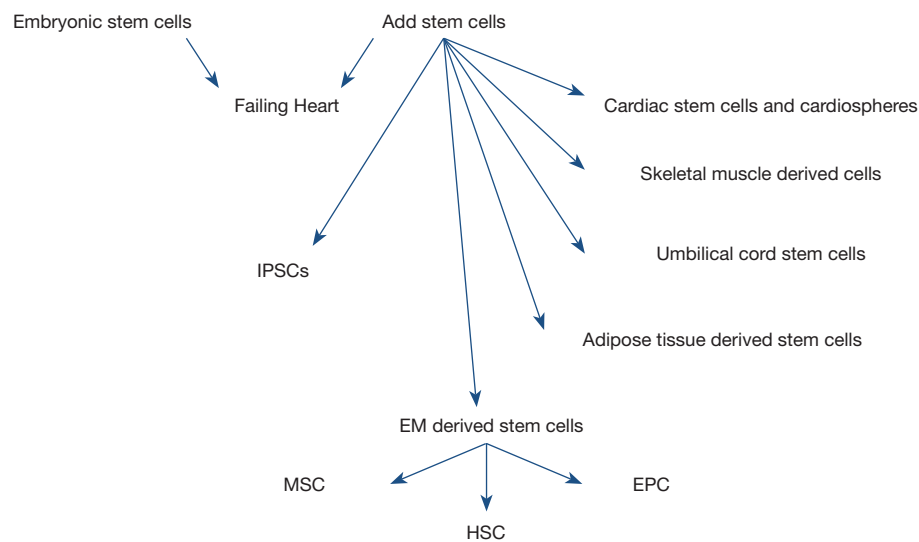 Embryonic stem cells
Add stem cells
Failing Heart
Cardiac stem cells and cardiospheres
Skeletal muscle derived cells
Umbilical cord stem cells
IPSCs
Adipose tissue derived stem cells
EM derived stem cells
MSC
EPC
HSC